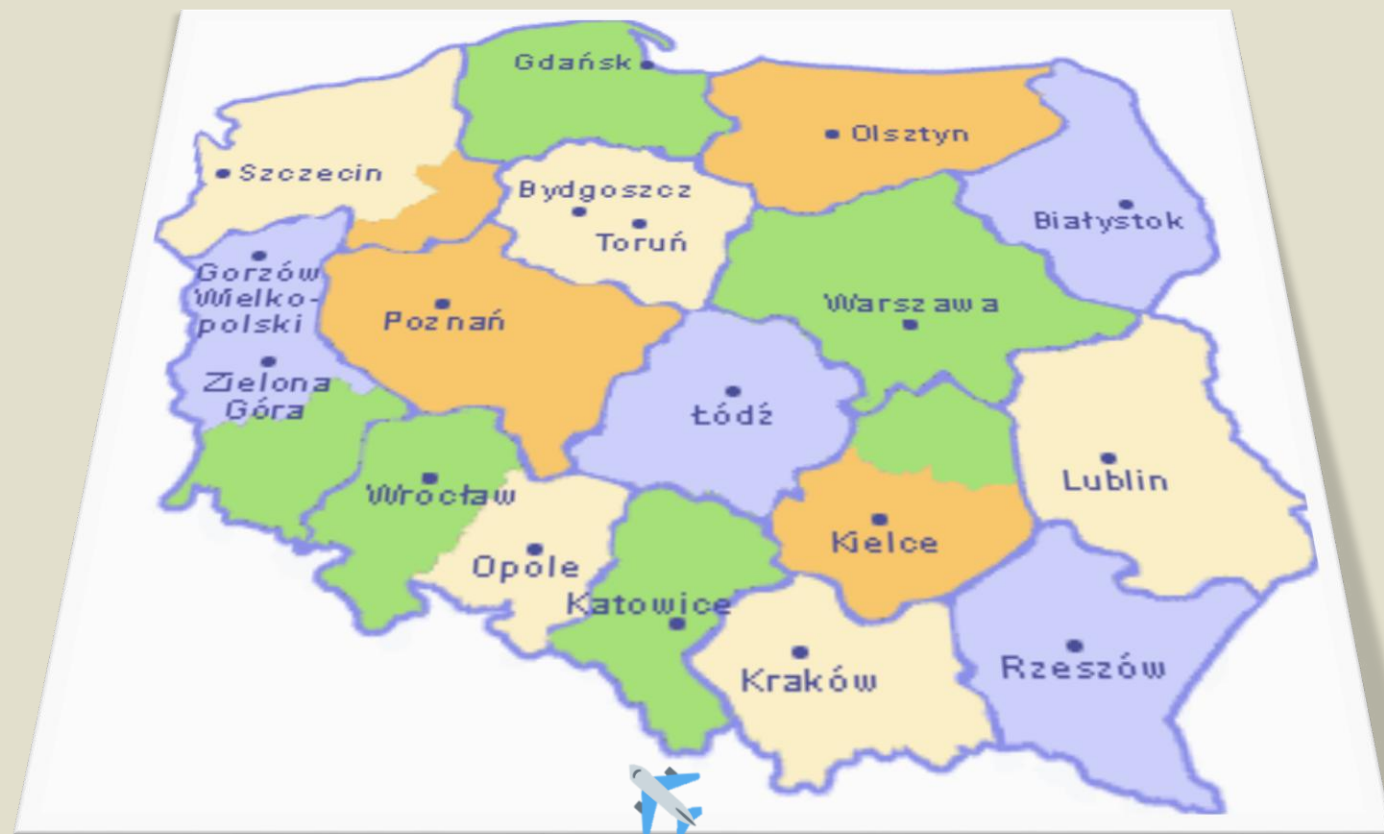 Gdańsk
Olsztyn
Szczecin
Bydgoszcz
Toruń
Białystok
Gorzów
Wielko-
polski
Poznań
Warszawa
Zielona
Góra
Łódź
Wrocław
Lublin
Opole
Kielce
Katowice
Kraków
Rzeszów